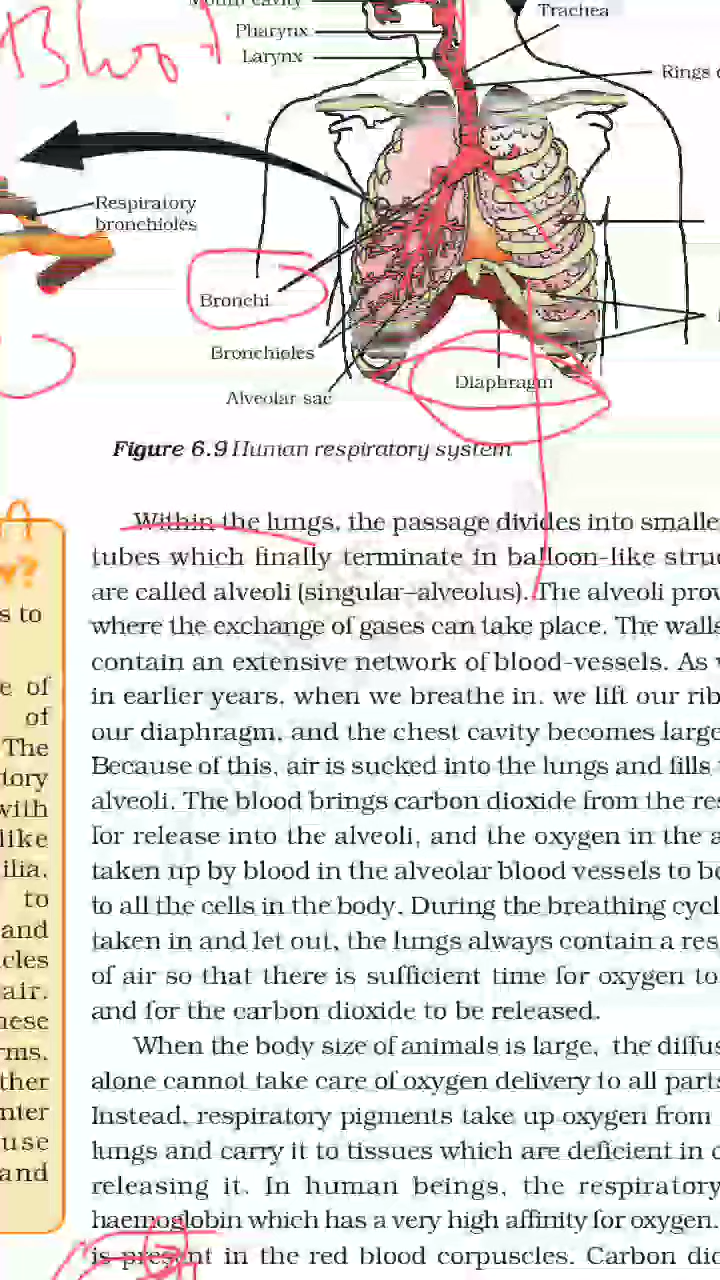 Mouth cavity
Trachea
Pharynx
Larynx
Rings
Blood
Respiratory
bronchioles
Bronchi
Bronchioles
Diaphragm
Alveolar sac
Figure 6.9 Human respiratory system
Within the lungs, the passage divides into smalle
tubes which finally terminate in balloon-like struc
are called alveoli (singular–alveolus). The alveoli prov
where the exchange of gases can take place. The walls
contain an extensive network of blood-vessels. As
in earlier years, when we breathe in, we lift our rib
our diaphragm, and the chest cavity becomes large
Because of this, air is sucked into the lungs and fills
alveoli. The blood brings carbon dioxide from the res
for release into the alveoli, and the oxygen in the a
taken up by blood in the alveolar blood vessels to be
to all the cells in the body. During the breathing cycl
taken in and let out, the lungs always contain a res
of air so that there is sufficient time for oxygen to
and for the carbon dioxide to be released.
When the body size of animals is large, the diffus
alone cannot take care of oxygen delivery to all parts
Instead, respiratory pigments take up oxygen from
lungs and carry it to tissues which are deficient in o
releasing it. In human beings, the respiratory
haemoglobin which has a very high affinity for oxygen.
is present in the red blood corpuscles. Carbon dio
w?
s to
e of
of
The
tory
with
like
ilia,
to
and
cles
air.
hese
rms.
ther
nter
use
and